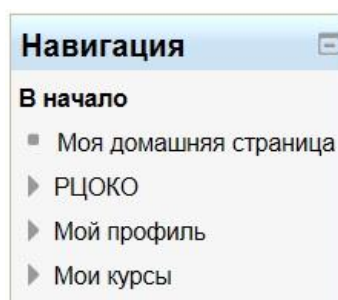 Навигация
В начало
Моя домашняя страница
РЦОКО
Мой профиль
Мои курсы